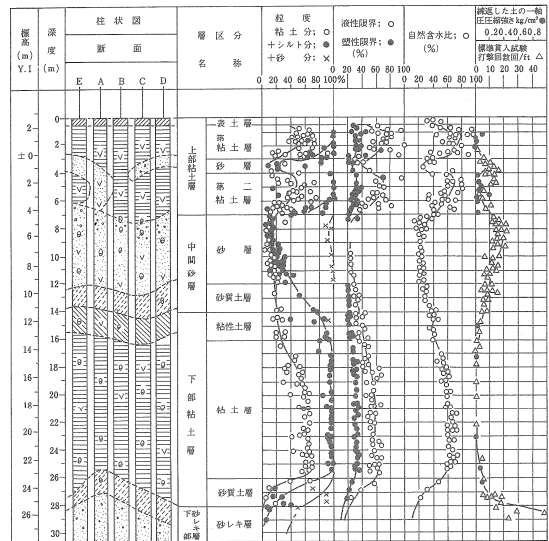 標高(m) Y.I
深度(m)
柱状図
断面
E A B C D
層区分
名称
粒度
粘土分; ○
+シルト分; ●
+砂分; ×
0 20 40 60 80 100%
液性限界; ○
塑性限界; ●
(%)
20 40 60 80 100
自然含水比; ○
(%)
0 20 40 60 80 100
練返した土の一軸
圧圧縮強さkg/cm² ●
0.20.40.60.8
標準貫入試験
打撃回数回/ft △
0 10 20 30 40
2
±0
2
4
6
8
10
12
14
16
18
20
22
24
26
0
2
4
6
8
10
12
14
16
18
20
22
24
26
28
30
上部粘土層
中間砂層
下部粘土層
下部砂レキ層
表土層
第一粘土層
砂層
第二粘土層
砂層
砂質土層
粘性土層
粘土層
砂質土層
砂レキ層